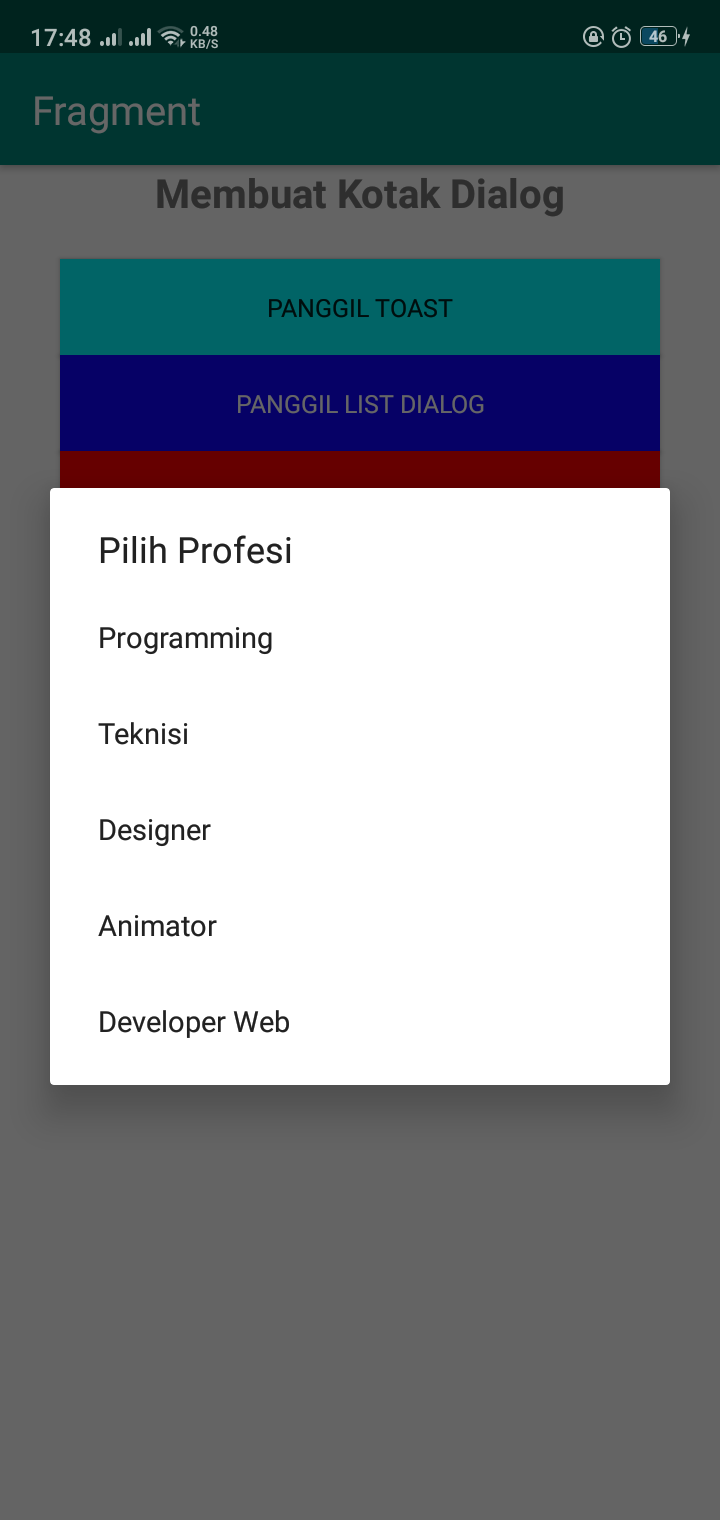 17:48
0.48
KB/S
46
Fragment
Membuat Kotak Dialog
PANGGIL TOAST
PANGGIL LIST DIALOG
Pilih Profesi
Programming
Teknisi
Designer
Animator
Developer Web